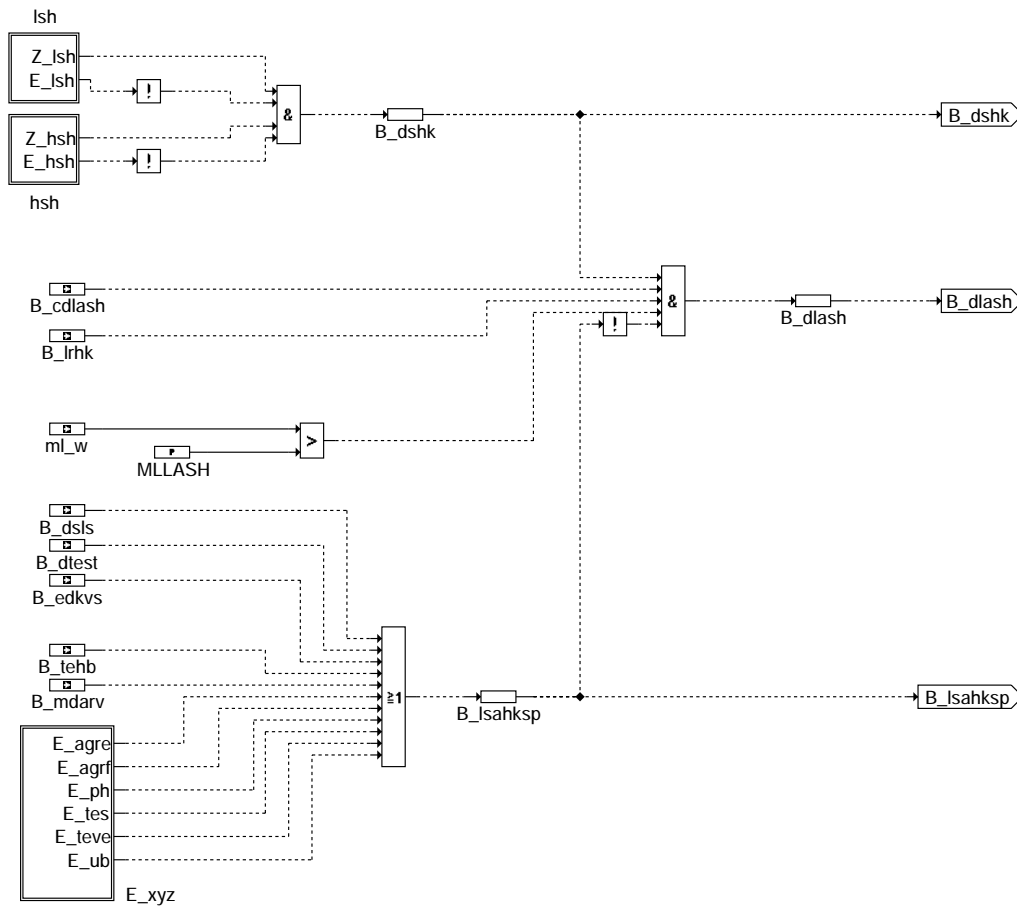 lsh
Z_lsh
E_lsh
!
&
B_dshk
B_dshk
Z_hsh
E_hsh
!
hsh
B_cdlash
&
B_dlash
B_dlash
B_lrhk
!
ml_w
>
P
MLLASH
B_dsls
B_dtest
B_edkvs
B_tehb
B_mdarv
≧1
B_lsahksp
B_lsahksp
E_agre
E_agrf
E_ph
E_tes
E_teve
E_ub
E_xyz